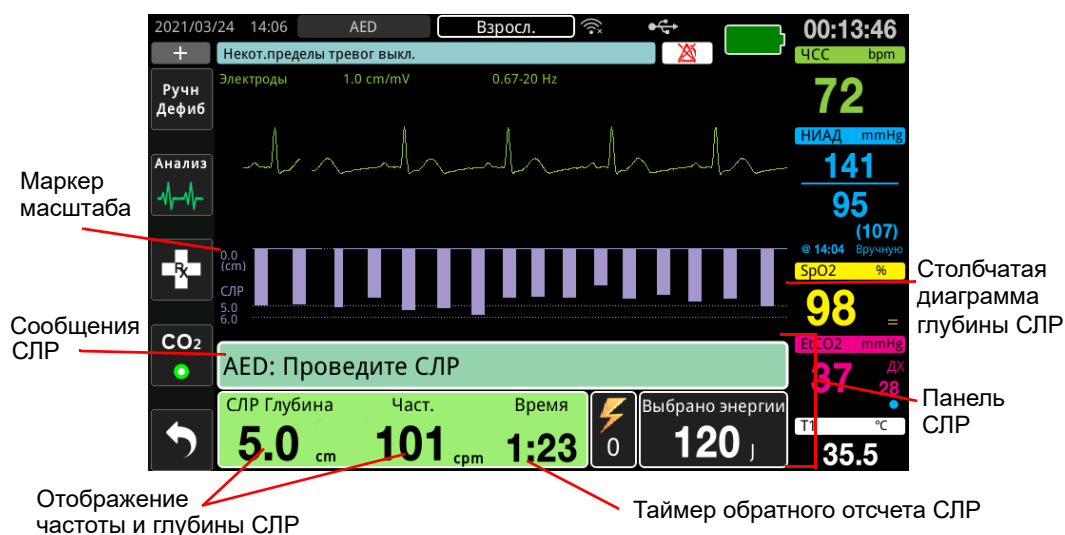 2021/03/24 14:06 AED Взросл. 00:13:46
+ Некот.пределы тревог выкл. ЧСС bpm
Электроды 1.0 cm/mV 0.67-20 Hz
Ручн
Дефиб
72
НИАД mmHg
Анализ
141
95
(107)
@ 14:04 Вручную
Маркер
масштаба
0.0
(cm)
СЛР
5.0
6.0
Rx
SpO2 %
98 =
Столбчатая
диаграмма
глубины СЛР
Сообщения
СЛР
CO2
AED: Проведите СЛР
EtCO2 mmHg
37 ДХ
28
Панель
СЛР
СЛР Глубина Част. Время
5.0 cm 101 cpm 1:23
0
Выбрано энергии
120 J
T1 °C
35.5
Отображение
частоты и глубины СЛР
Таймер обратного отсчета СЛР